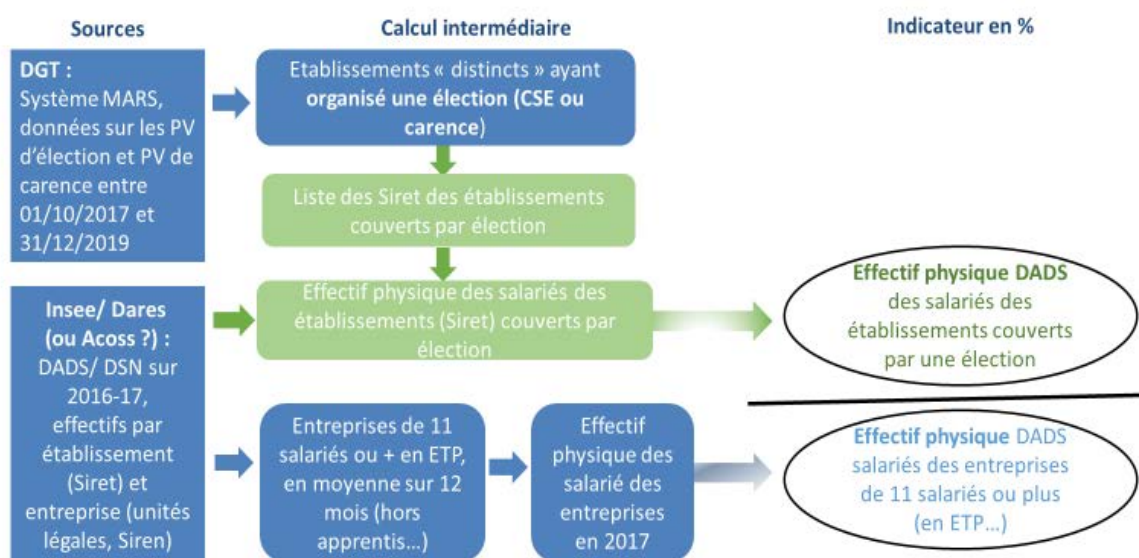 Sources
Calcul intermédiaire
Indicateur en %
DGT :
Système MARS,
données sur les PV
d'élection et PV de
carence entre
01/10/2017 et
31/12/2019
Etablissements « distincts » ayant
organisé une élection (CSE ou
carence)
Liste des Siret des établissements
couverts par élection
Insee/ Dares
(ou Acoss ?) :
DADS/ DSN sur
2016-17,
effectifs par
établissement
(Siret) et
entreprise (unités
légales, Siren)
Effectif physique des salariés des
établissements (Siret) couverts par
élection
Effectif physique DADS
des salariés des
établissements couverts
par une élection
Entreprises de 11
salariés ou + en ETP,
en moyenne sur 12
mois (hors
apprentis...)
Effectif
physique des
salarié des
entreprises
en 2017
Effectif physique DADS
salariés des entreprises
de 11 salariés ou plus
(en ETP...)